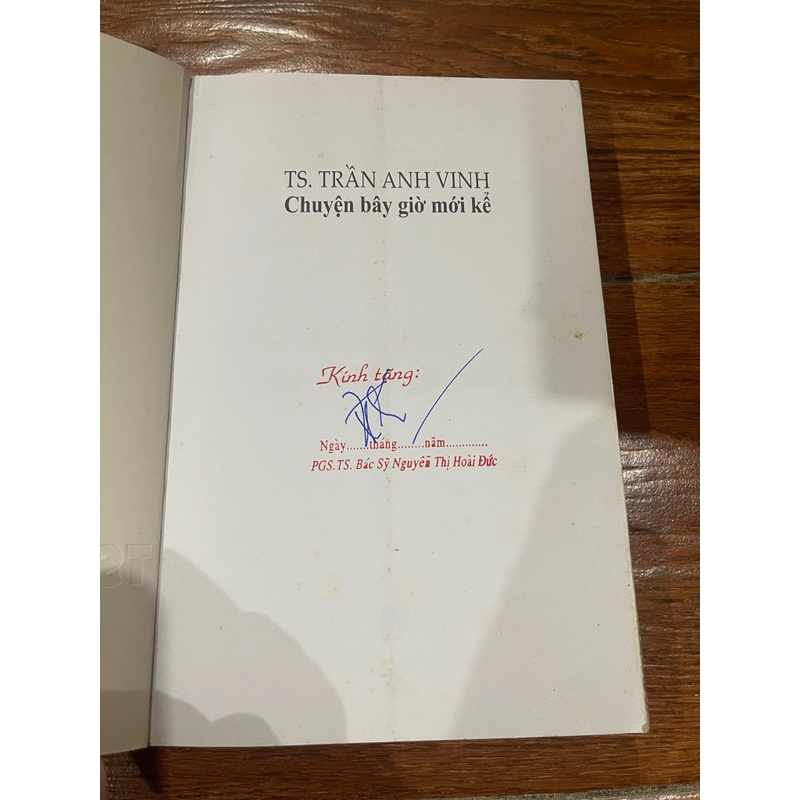 TS. TRẦN ANH VINH
Chuyện bây giờ mới kể
Kính tặng:
Ngày.......tháng........năm.............
PGS.TS. Bác Sỹ Nguyễn Thị Hoài Đức